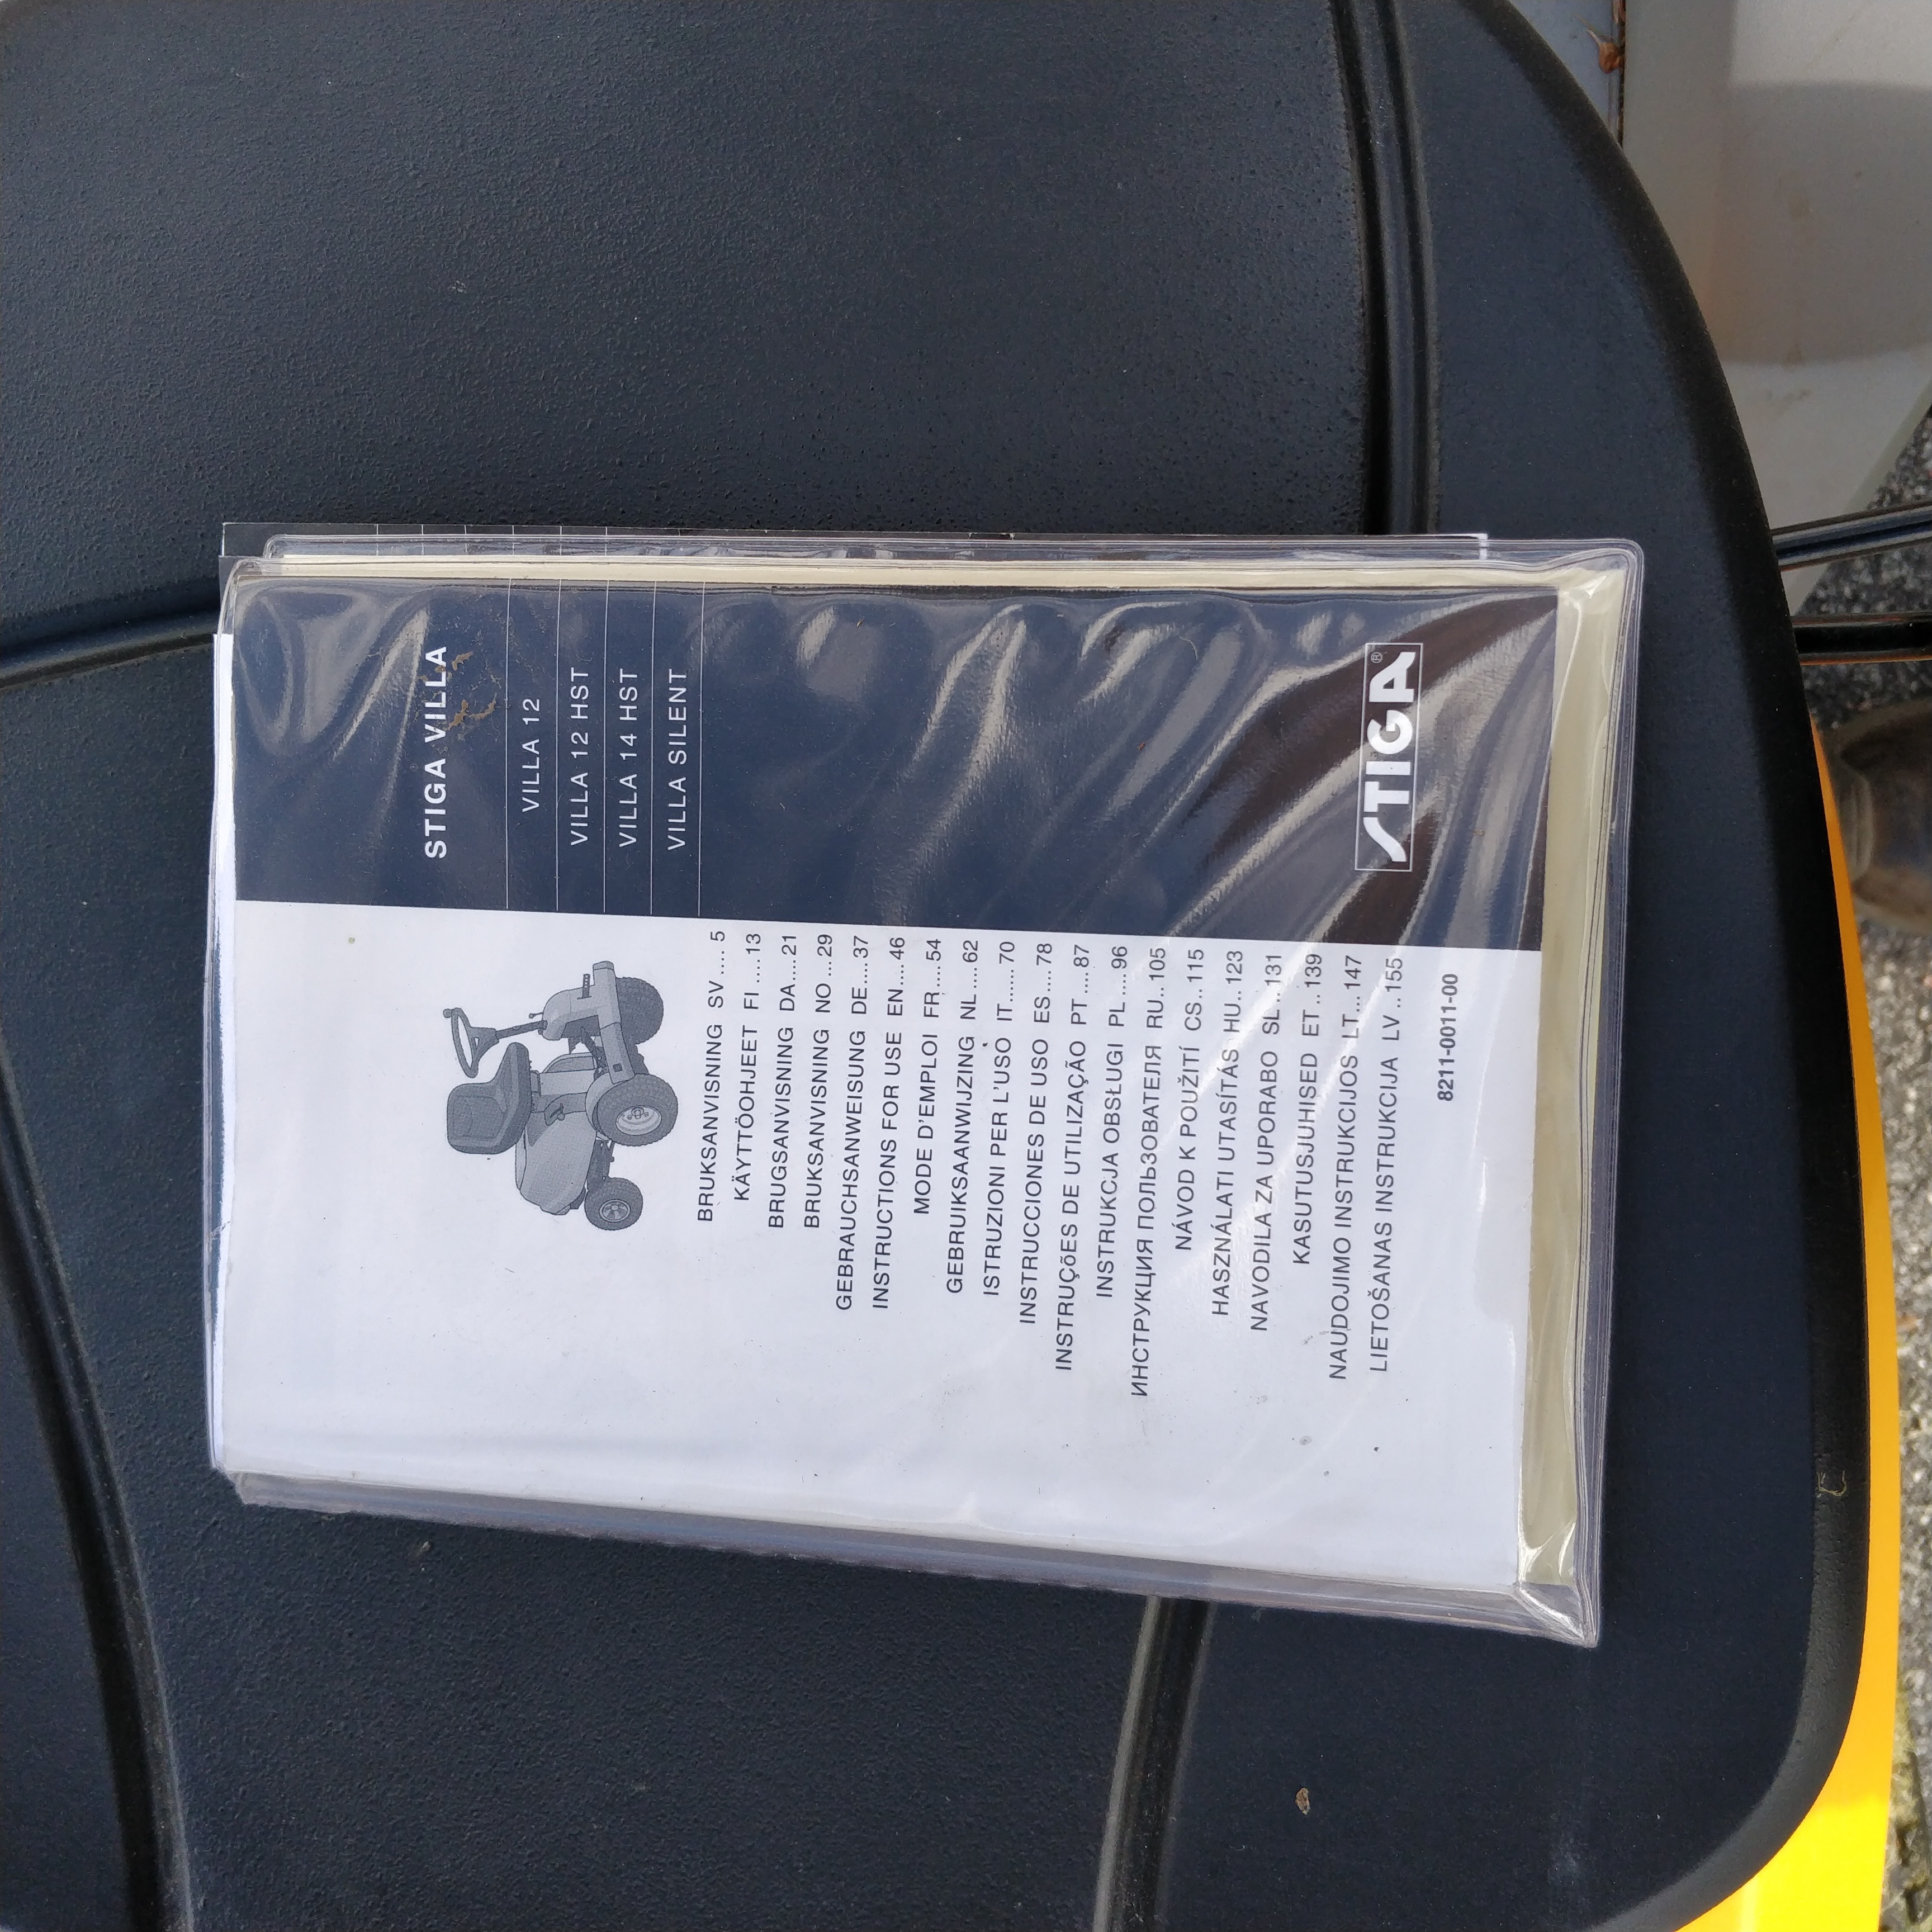 STIGA VILLA
VILLA 12
VILLA 12 HST
VILLA 14 HST
VILLA SILENT
BRUKSANVISNING SV .... 5
KÄYTTÖOHJEET FI ....13
BRUGSANVISNING DA....21
BRUKSANVISNING NO ...29
GEBRAUCHSANWEISUNG DE....37
INSTRUCTIONS FOR USE EN....46
MODE D'EMPLOI FR.....54
GEBRUIKSAANWIJZING NL....62
ISTRUZIONI PER L'USO IT......70
INSTRUCCIONES DE USO ES....78
INSTRUÇõES DE UTILIZAÇÃO PT....87
INSTRUKCJA OBSŁUGI PL.....96
ИНСТРУКЦИЯ ПОЛЬЗОВАТЕЛЯ RU.. 105
NÁVOD K POUŽITÍ CS.. 115
HASZNÁLATI UTASÍTÁS HU.. 123
NAVODILA ZA UPORABO SL..131
KASUTUSJUHISED ET .. 139
NAUDOJIMO INSTRUKCIJOS LT... 147
LIETOŠANAS INSTRUKCIJA LV.. 155
STIGA®
8211-0011-00